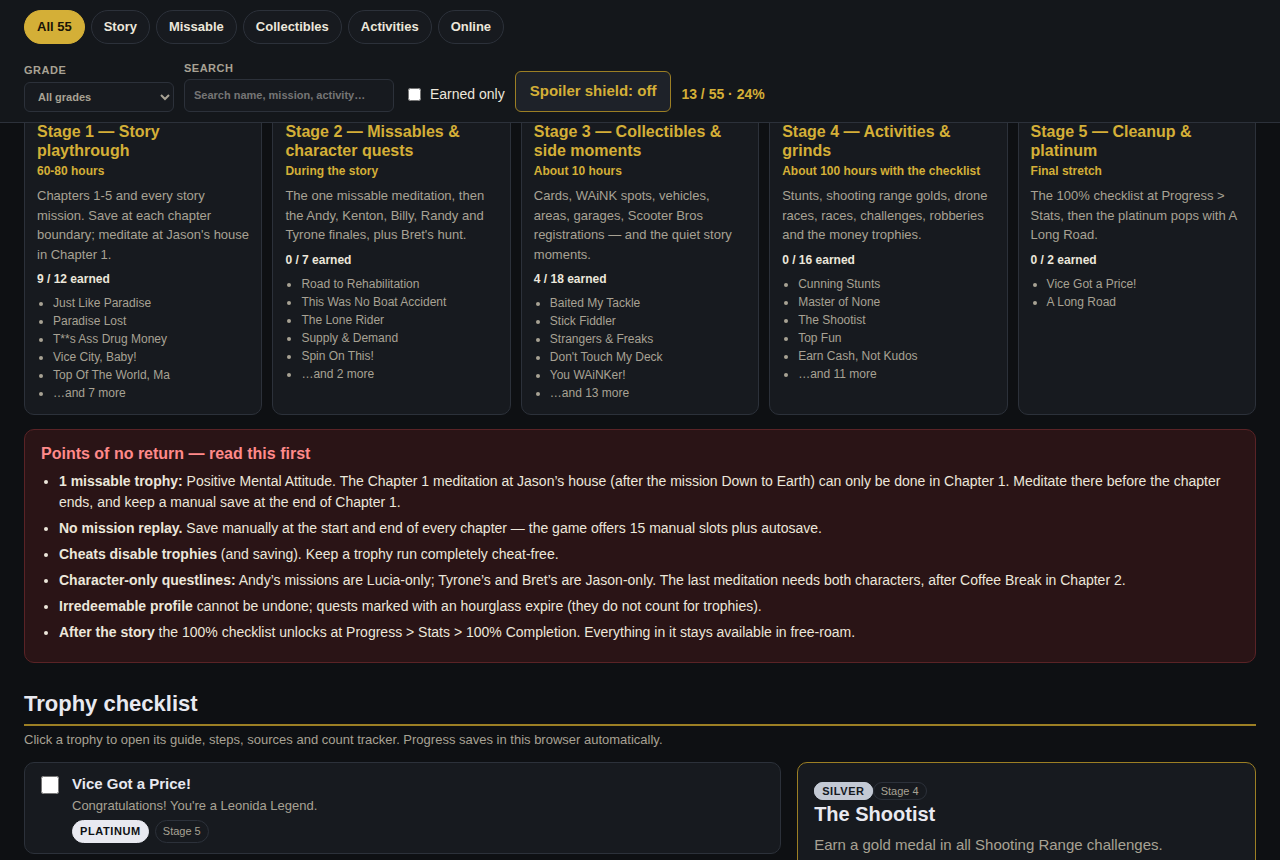 All 55
Story
Missable
Collectibles
Activities
Online
GRADE
SEARCH
All grades
Search name, mission, activity…
Earned only
Spoiler shield: off
13 / 55 · 24%
Stage 1 — Story
playthrough
60-80 hours
Chapters 1-5 and every story
mission. Save at each chapter
boundary; meditate at Jason's house
in Chapter 1.
9 / 12 earned
Just Like Paradise
Paradise Lost
T**s Ass Drug Money
Vice City, Baby!
Top Of The World, Ma
…and 7 more
Stage 2 — Missables &
character quests
During the story
The one missable meditation, then
the Andy, Kenton, Billy, Randy and
Tyrone finales, plus Bret's hunt.
0 / 7 earned
Road to Rehabilitation
This Was No Boat Accident
The Lone Rider
Supply & Demand
Spin On This!
…and 2 more
Stage 3 — Collectibles &
side moments
About 10 hours
Cards, WAiNK spots, vehicles,
areas, garages, Scooter Bros
registrations — and the quiet story
moments.
4 / 18 earned
Baited My Tackle
Stick Fiddler
Strangers & Freaks
Don't Touch My Deck
You WAiNKer!
…and 13 more
Stage 4 — Activities &
grinds
About 100 hours with the checklist
Stunts, shooting range golds, drone
races, races, challenges, robberies
and the money trophies.
0 / 16 earned
Cunning Stunts
Master of None
The Shootist
Top Fun
Earn Cash, Not Kudos
…and 11 more
Stage 5 — Cleanup &
platinum
Final stretch
The 100% checklist at Progress >
Stats, then the platinum pops with A
Long Road.
0 / 2 earned
Vice Got a Price!
A Long Road
Points of no return — read this first
1 missable trophy: Positive Mental Attitude. The Chapter 1 meditation at Jason’s house (after the mission Down to Earth) can only be done in Chapter 1. Meditate there before the chapter
ends, and keep a manual save at the end of Chapter 1.
No mission replay. Save manually at the start and end of every chapter — the game offers 15 manual slots plus autosave.
Cheats disable trophies (and saving). Keep a trophy run completely cheat-free.
Character-only questlines: Andy’s missions are Lucia-only; Tyrone’s and Bret’s are Jason-only. The last meditation needs both characters, after Coffee Break in Chapter 2.
Irredeemable profile cannot be undone; quests marked with an hourglass expire (they do not count for trophies).
After the story the 100% checklist unlocks at Progress > Stats > 100% Completion. Everything in it stays available in free-roam.
Trophy checklist
Click a trophy to open its guide, steps, sources and count tracker. Progress saves in this browser automatically.
Vice Got a Price!
Congratulations! You're a Leonida Legend.
PLATINUM
Stage 5
SILVER
Stage 4
The Shootist
Earn a gold medal in all Shooting Range challenges.